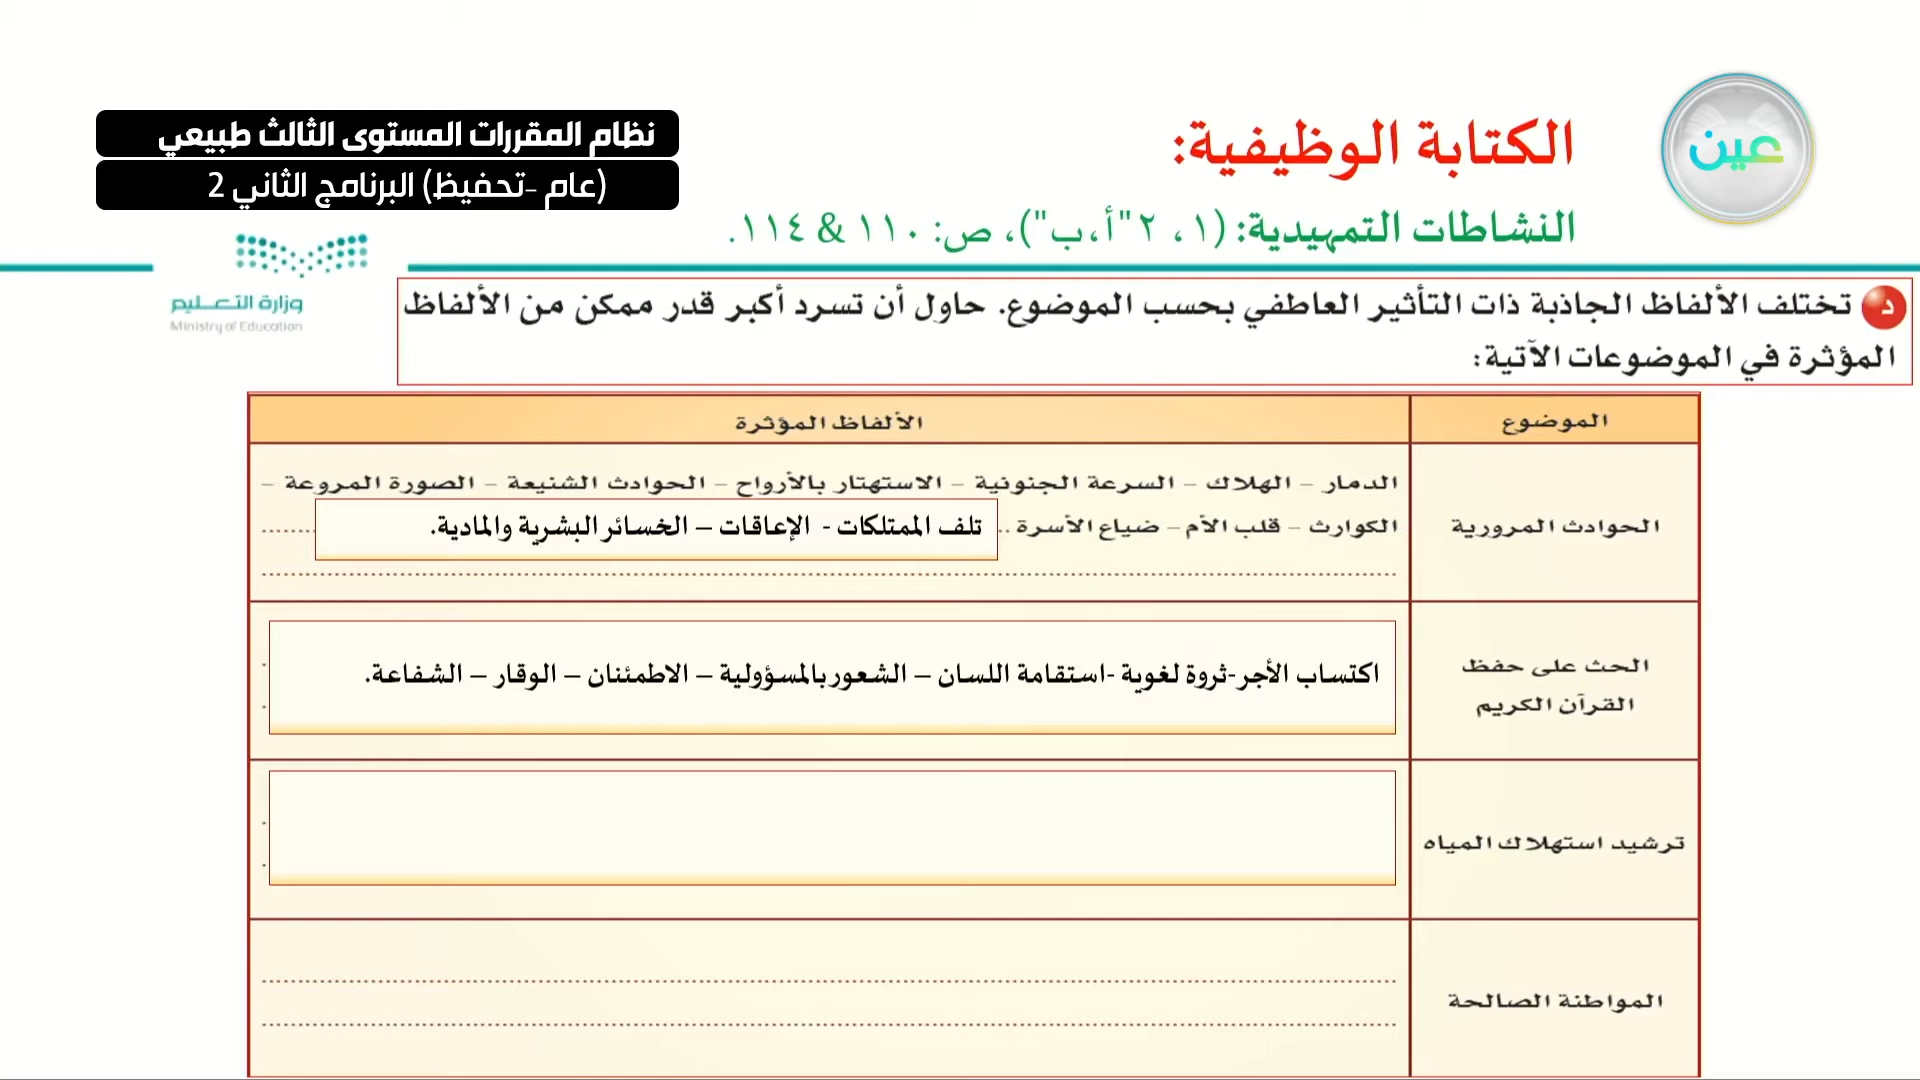 عين
الكتابة الوظيفية:
نظام المقررات المستوى الثالث طبيعي
(عام -تحفيظ) البرنامج الثاني 2
النشاطات التمهيدية: (١، ٢ "أ،ب")، ص: ١١٠ & ١١٤.
وزارة التعليم
Ministry of Education
د تختلف الألفاظ الجاذبة ذات التأثير العاطفي بحسب الموضوع. حاول أن تسرد أكبر قدر ممكن من الألفاظ
المؤثرة في الموضوعات الآتية:
الموضوع
الألفاظ المؤثرة
الحوادث المرورية
الدمار – الهلاك – السرعة الجنونية – الاستهتار بالأرواح – الحوادث الشنيعة – الصورة المروعة –
الكوارث – قلب الأم – ضياع الأسرة .. تلف الممتلكات - الإعاقات – الخسائر البشرية والمادية.
الحث على حفظ
القرآن الكريم
اكتساب الأجر-ثروة لغوية -استقامة اللسان – الشعور بالمسؤولية – الاطمئنان – الوقار – الشفاعة.
ترشيد استهلاك المياه
المواطنة الصالحة